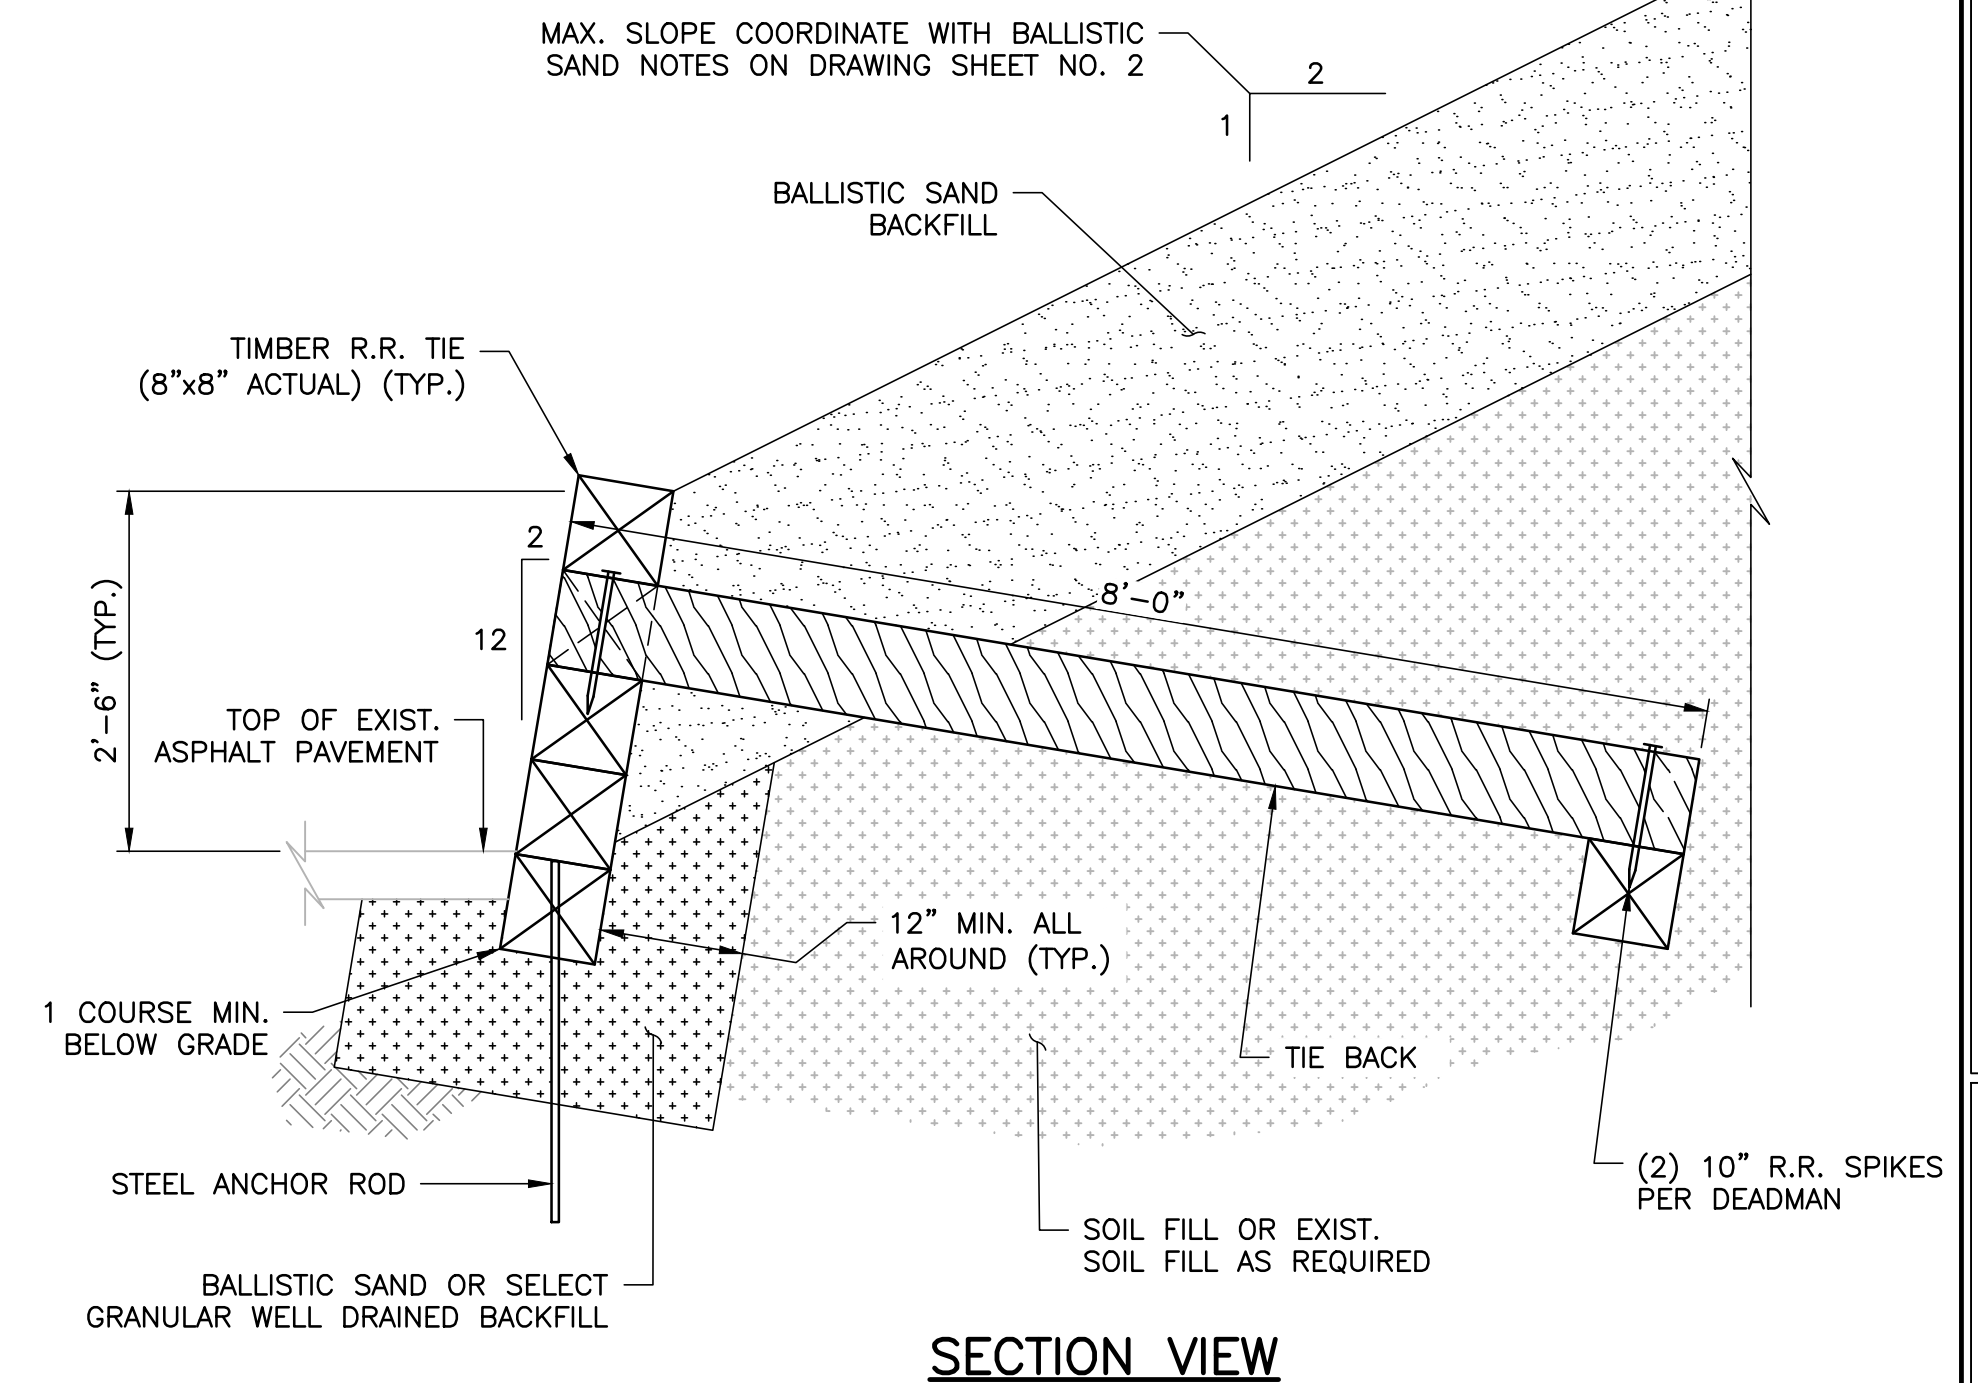 MAX. SLOPE COORDINATE WITH BALLISTIC
SAND NOTES ON DRAWING SHEET NO. 2
2
1
BALLISTIC SAND
BACKFILL
TIMBER R.R. TIE
(8"x8" ACTUAL) (TYP.)
2
12
8'-0"
2'-6" (TYP.)
TOP OF EXIST.
ASPHALT PAVEMENT
12" MIN. ALL
AROUND (TYP.)
1 COURSE MIN.
BELOW GRADE
TIE BACK
STEEL ANCHOR ROD
(2) 10" R.R. SPIKES
PER DEADMAN
SOIL FILL OR EXIST.
SOIL FILL AS REQUIRED
BALLISTIC SAND OR SELECT
GRANULAR WELL DRAINED BACKFILL
SECTION VIEW